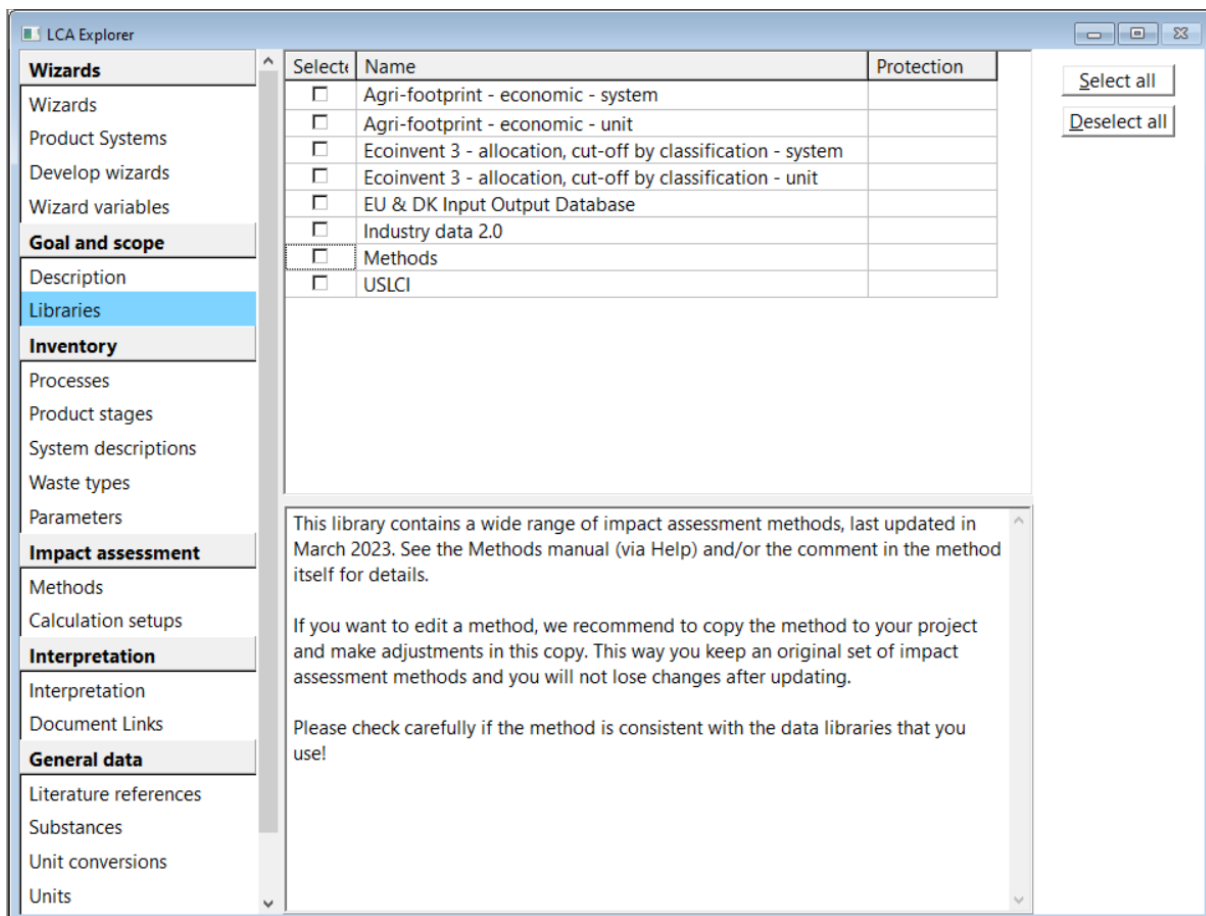 LCA Explorer
Wizards
Wizards
Product Systems
Develop wizards
Wizard variables
Goal and scope
Description
Libraries
Inventory
Processes
Product stages
System descriptions
Waste types
Parameters
Impact assessment
Methods
Calculation setups
Interpretation
Interpretation
Document Links
General data
Literature references
Substances
Unit conversions
Units
Selecte Name Protection
Agri-footprint - economic - system
Agri-footprint - economic - unit
Ecoinvent 3 - allocation, cut-off by classification - system
Ecoinvent 3 - allocation, cut-off by classification - unit
EU & DK Input Output Database
Industry data 2.0
Methods
USLCI
Select all
Deselect all
This library contains a wide range of impact assessment methods, last updated in
March 2023. See the Methods manual (via Help) and/or the comment in the method
itself for details.
If you want to edit a method, we recommend to copy the method to your project
and make adjustments in this copy. This way you keep an original set of impact
assessment methods and you will not lose changes after updating.
Please check carefully if the method is consistent with the data libraries that you
use!